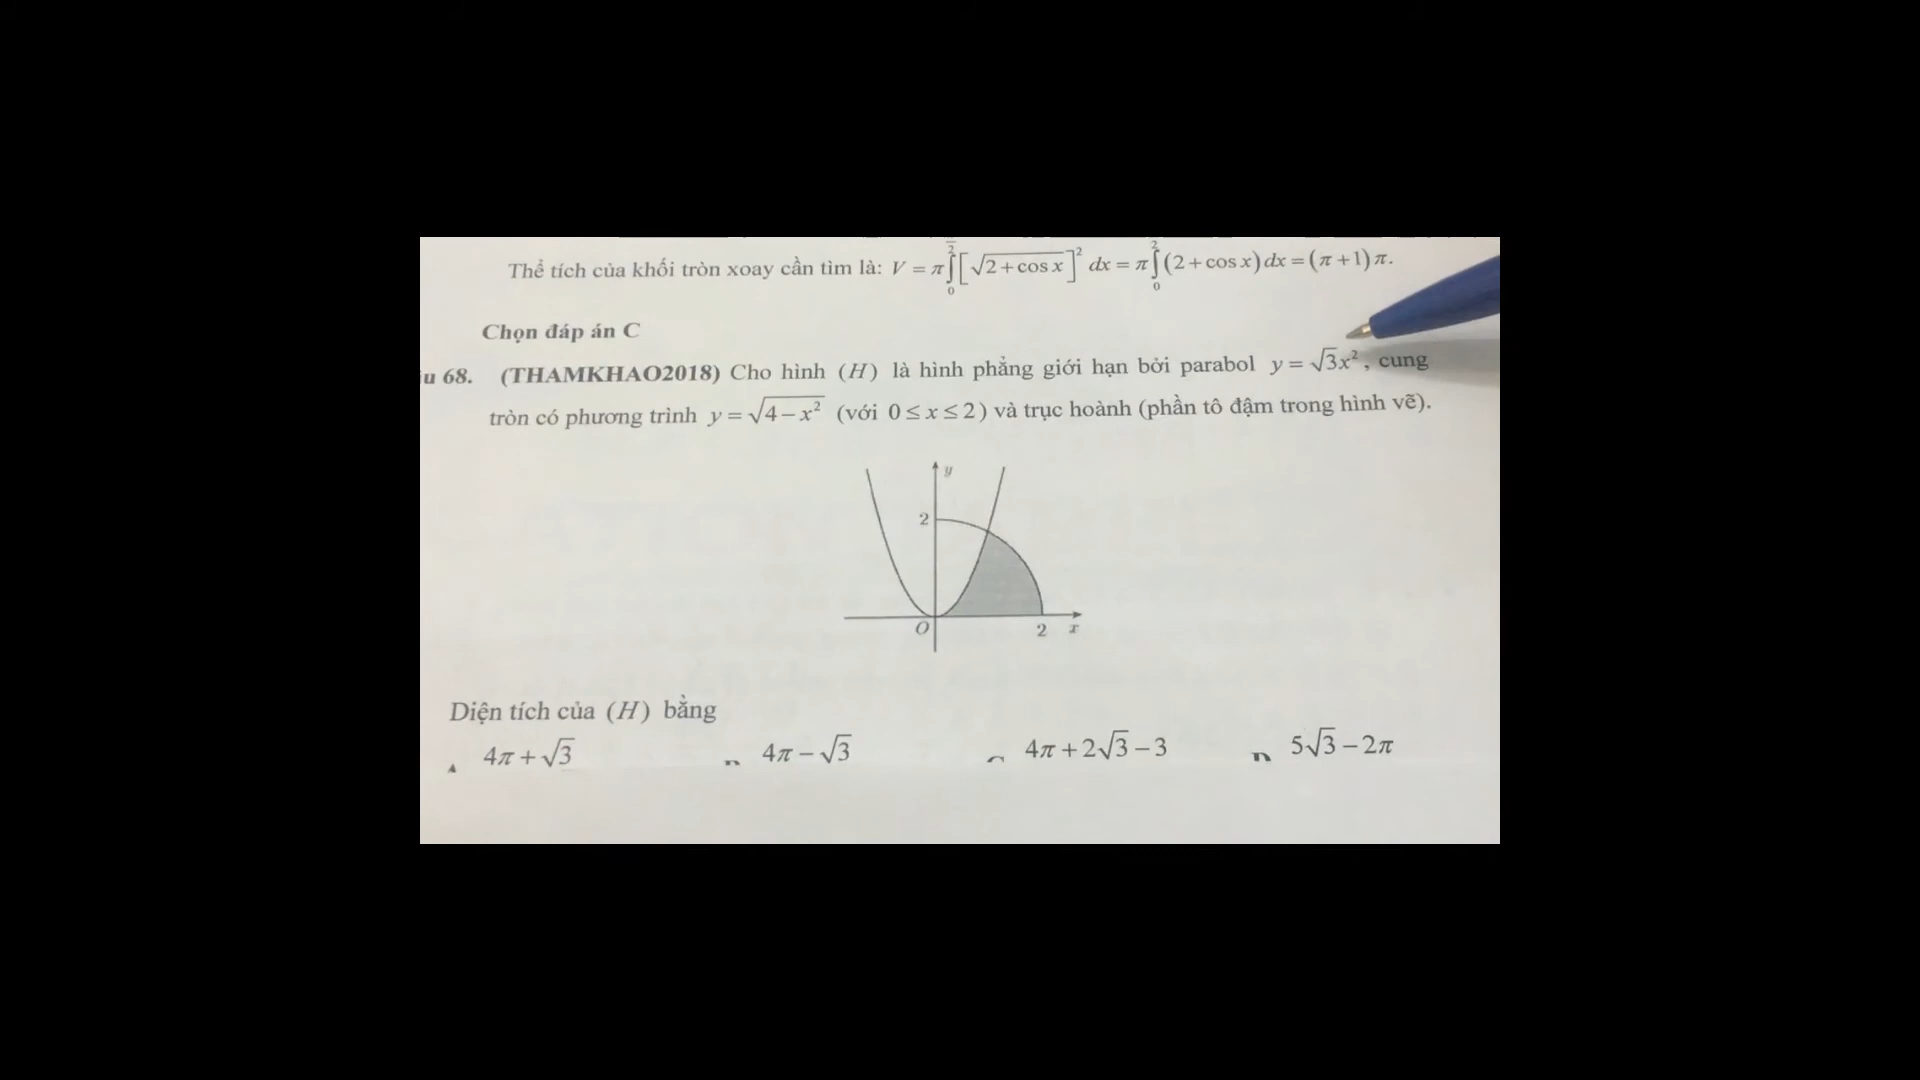 Thể tích của khối tròn xoay cần tìm là: V = π∫₀^(π/2) [√(2+cos x)]² dx = π∫₀² (2+cos x) dx = (π+1)π.
Chọn đáp án C
u 68. (THAMKHAO2018) Cho hình (H) là hình phẳng giới hạn bởi parabol y = √3x², cung
tròn có phương trình y = √(4−x²) (với 0 ≤ x ≤ 2) và trục hoành (phần tô đậm trong hình vẽ).
y
2
O 2 x
Diện tích của (H) bằng
4π + √3 4π − √3 4π + 2√3 − 3 5√3 − 2π